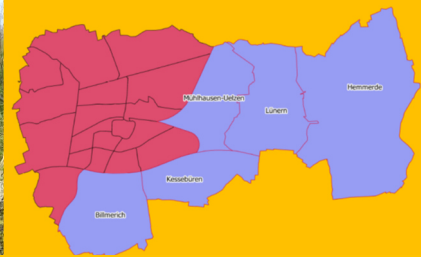 Hemmerde
Mühlhausen-Uelzen
Lünern
Kessebüren
Billmerich